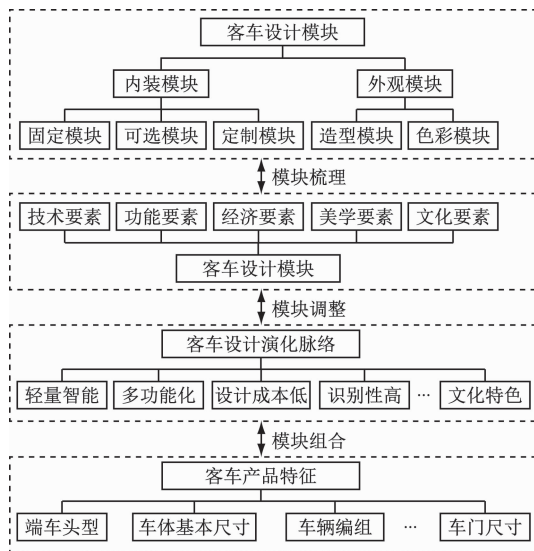 客车设计模块
内装模块 外观模块
固定模块 可选模块 定制模块 造型模块 色彩模块
模块梳理
技术要素 功能要素 经济要素 美学要素 文化要素
客车设计模块
模块调整
客车设计演化脉络
轻量智能 多功能化 设计成本低 识别性高 … 文化特色
模块组合
客车产品特征
端车头型 车体基本尺寸 车辆编组 … 车门尺寸